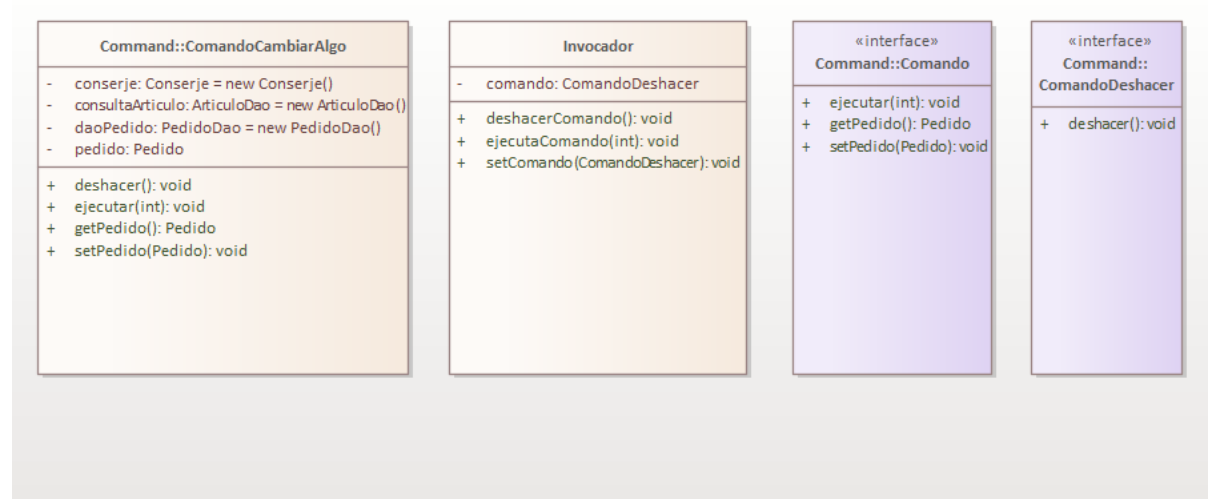 Command::ComandoCambiarAlgo
- conserje: Conserje = new Conserje()
- consultaArticulo: ArticuloDao = new ArticuloDao()
- daoPedido: PedidoDao = new PedidoDao()
- pedido: Pedido
+ deshacer(): void
+ ejecutar(int): void
+ getPedido(): Pedido
+ setPedido(Pedido): void
Invocador
- comando: ComandoDeshacer
+ deshacerComando(): void
+ ejecutaComando(int): void
+ setComando(ComandoDeshacer): void
«interface»
Command::Comando
+ ejecutar(int): void
+ getPedido(): Pedido
+ setPedido(Pedido): void
«interface»
Command::
ComandoDeshacer
+ deshacer(): void